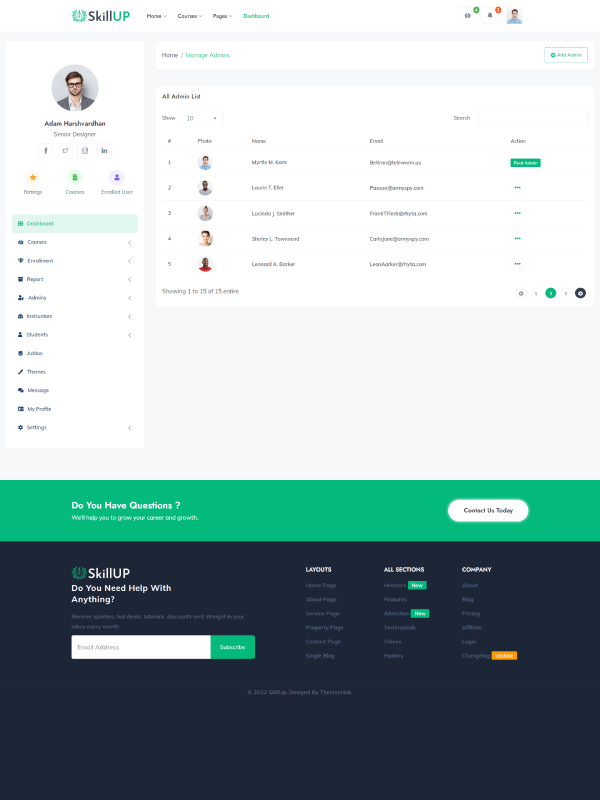 SkillUP
Home Courses Pages Dashboard
Adam Harshvardhan
Senior Designer
Ratings Courses Enrolled User
Dashboard
Courses
Enrollment
Report
Admins
Instructors
Students
Addon
Themes
Message
My Profile
Settings
Home / Manage Admins
Add Admin
All Admin List
Show 10 Search
# Photo Name Email Action
1 Myrtle M. Kom Beltran@teleworm.us Root Admin
2 Laurie T. Eller Paxson@armyspy.com •••
3 Lucinda J. Smither FrankTFleck@rhyta.com •••
4 Shirley L. Townsend CarloJane@armyspy.com •••
5 Leonard A. Barker LeonAarker@rhyta.com •••
Showing 1 to 15 of 15 entire
1 2 3
Do You Have Questions ?
We'll help you to grow your career and growth.
Contact Us Today
SkillUP
Do You Need Help With
Anything?
Receive updates, hot deals, tutorials, discounts sent straignt in your
inbox every month
Email Address
Subscribe
LAYOUTS
Home Page
About Page
Service Page
Property Page
Contact Page
Single Blog
ALL SECTIONS
Headers New
Features
Attractive New
Testimonials
Videos
Footers
COMPANY
About
Blog
Pricing
Affiliate
Login
Changelog Update
© 2022 SkillUp. Designd By ThemezHub.